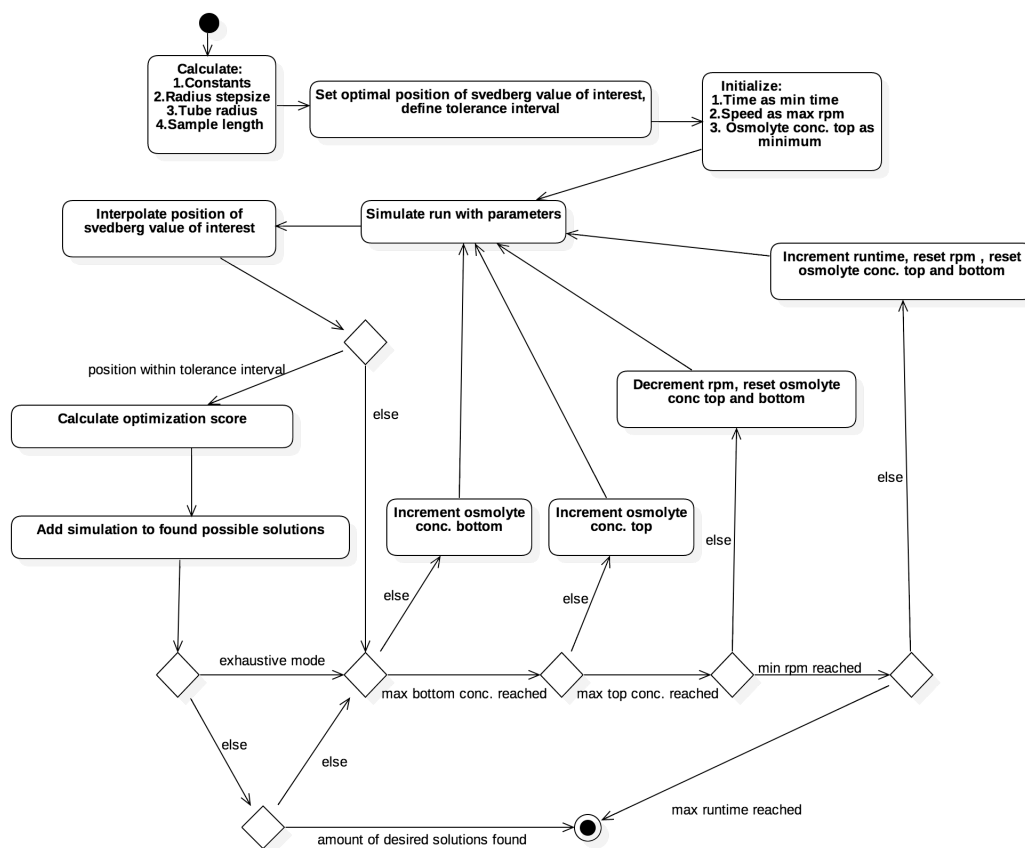 Calculate:
1.Constants
2.Radius stepsize
3.Tube radius
4.Sample length
Set optimal position of svedberg value of interest,
define tolerance interval
Initialize:
1.Time as min time
2.Speed as max rpm
3. Osmolyte conc. top as
minimum
Interpolate position of
svedberg value of interest
Simulate run with parameters
Increment runtime, reset rpm , reset
osmolyte conc. top and bottom
position within tolerance interval
else
Decrement rpm, reset osmolyte
conc top and bottom
Calculate optimization score
else
Increment osmolyte
conc. bottom
Increment osmolyte
conc. top
Add simulation to found possible solutions
else
else
else
exhaustive mode
max bottom conc. reached
max top conc. reached
min rpm reached
else
else
max runtime reached
amount of desired solutions found